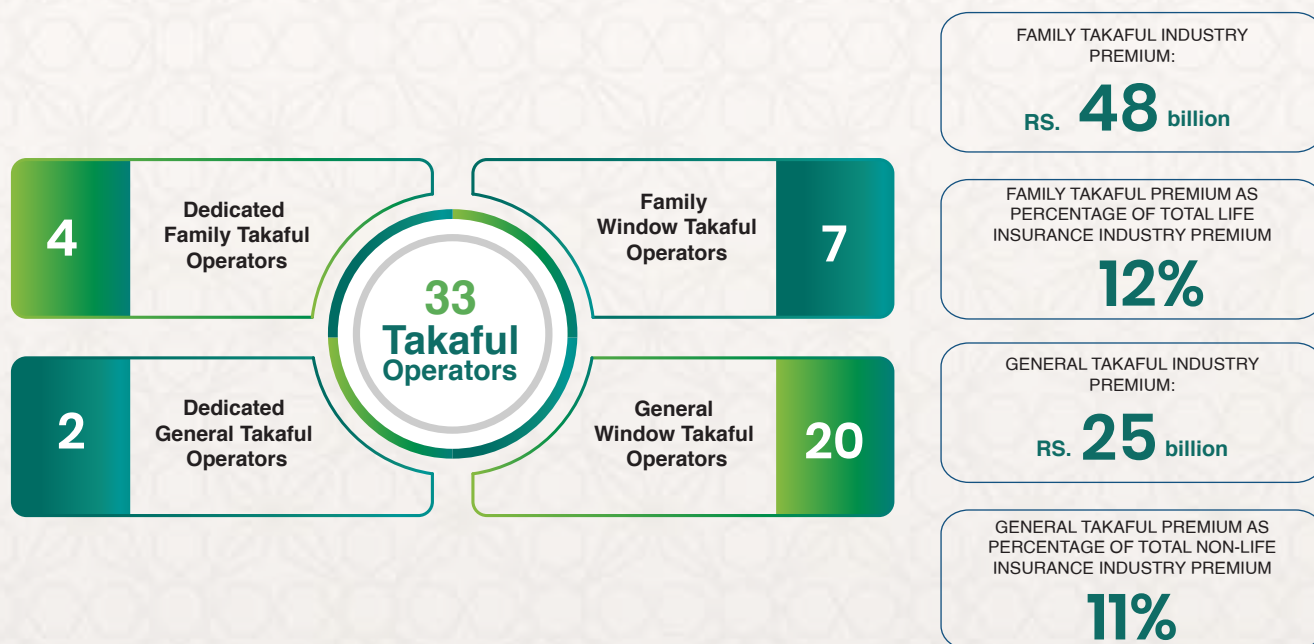 4
Dedicated
Family Takaful
Operators
Family
Window Takaful
Operators
7
33
Takaful
Operators
2
Dedicated
General Takaful
Operators
General
Window Takaful
Operators
20
FAMILY TAKAFUL INDUSTRY
PREMIUM:
RS. 48 billion
FAMILY TAKAFUL PREMIUM AS
PERCENTAGE OF TOTAL LIFE
INSURANCE INDUSTRY PREMIUM
12%
GENERAL TAKAFUL INDUSTRY
PREMIUM:
RS. 25 billion
GENERAL TAKAFUL PREMIUM AS
PERCENTAGE OF TOTAL NON-LIFE
INSURANCE INDUSTRY PREMIUM
11%